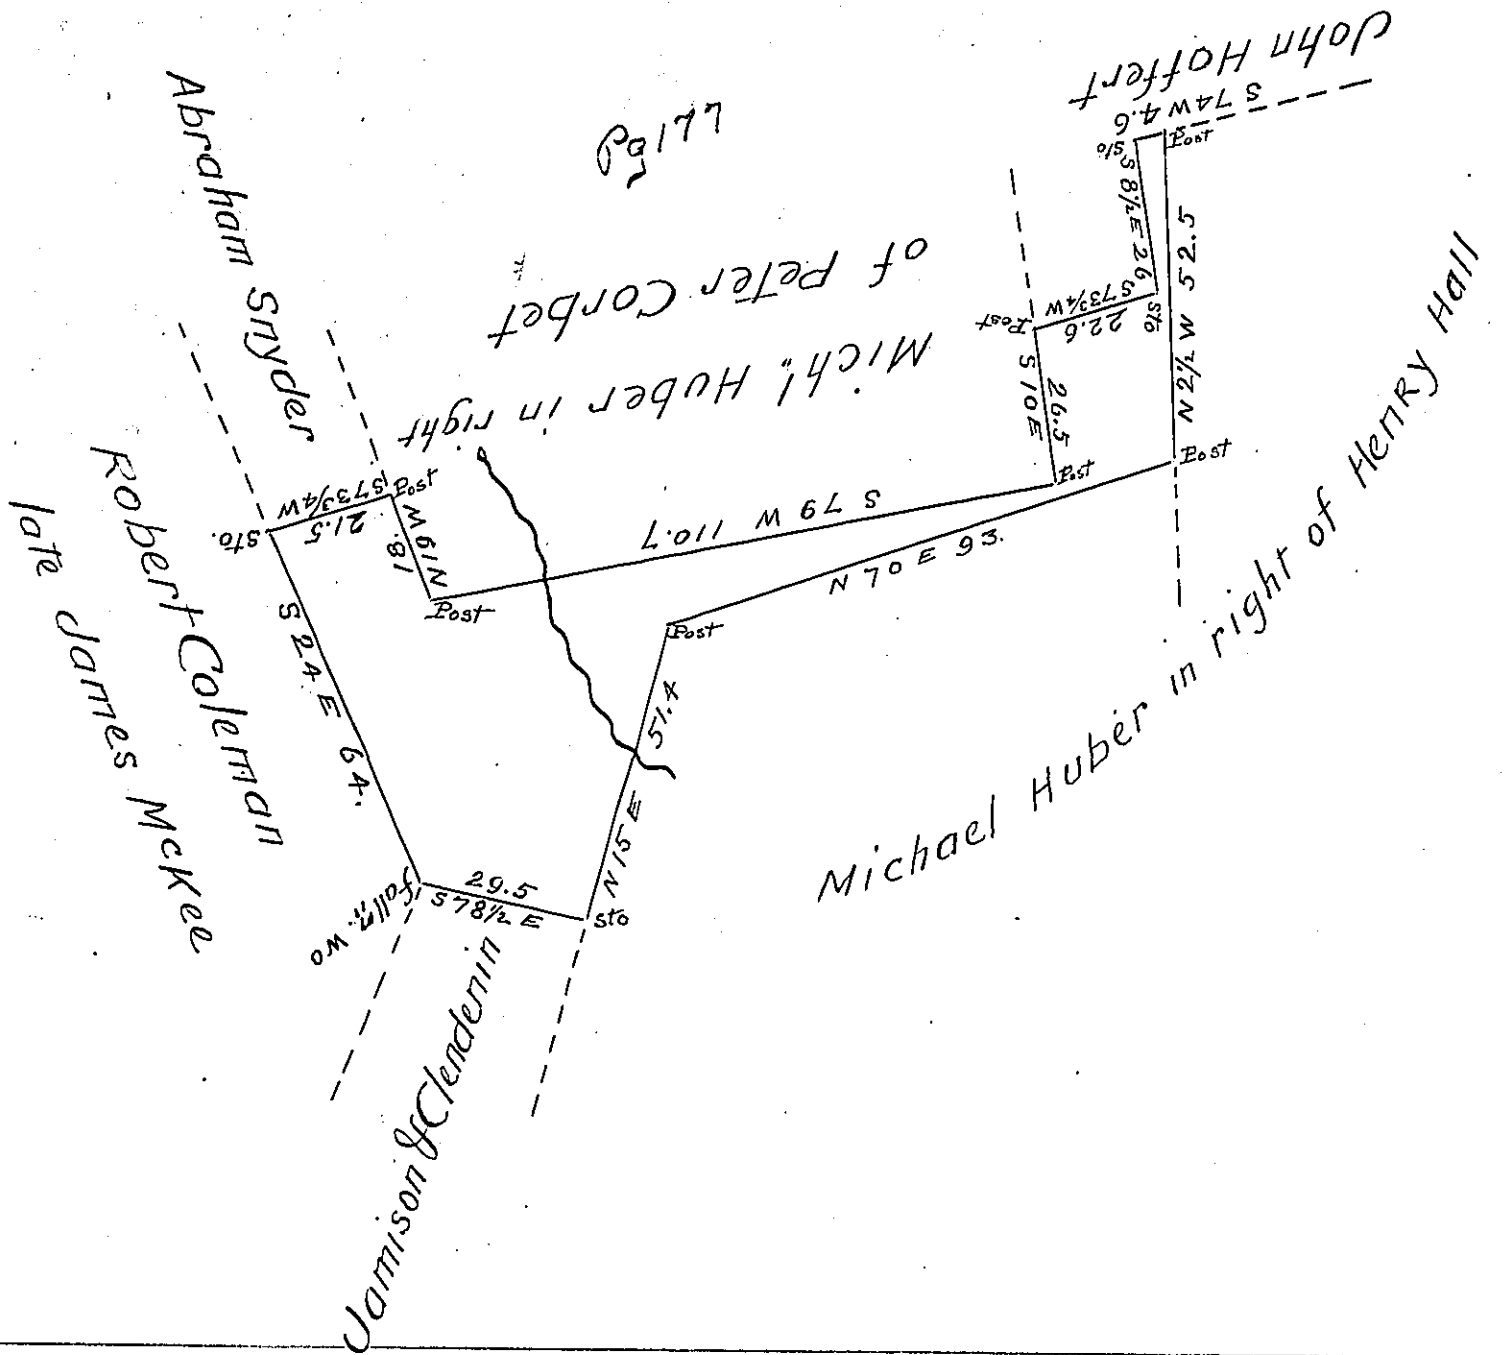 John Hoffert
S 74 W 4.6
Post
Sto
S 8½ E 26
N 2½ W 52.5
Sto
S 73¾ W
22.6
Post
S 10 E
26.5
Post
Post
Abraham Snyder
Mich!, Huber in right
of Peter Corbet
S 79 W 110.7
N 70 E 93.
Post
S 73¾ W
21.5
Sto.
N 19 W
18.
Post
Post
Robert Coleman
late James McKee
S 24 E 64.
falln. wo
29.5
S 78½ E
Sto
N 15 E 51.4
Jamison & Clendenin
Michael Huber in right of Henry Hall